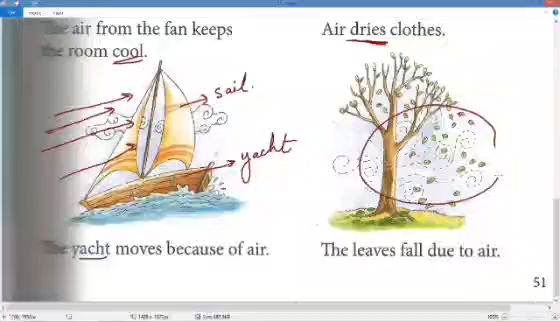 The air from the fan keeps
the room cool.
Air dries clothes.
sail.
yacht
The yacht moves because of air.
The leaves fall due to air.
51
100%